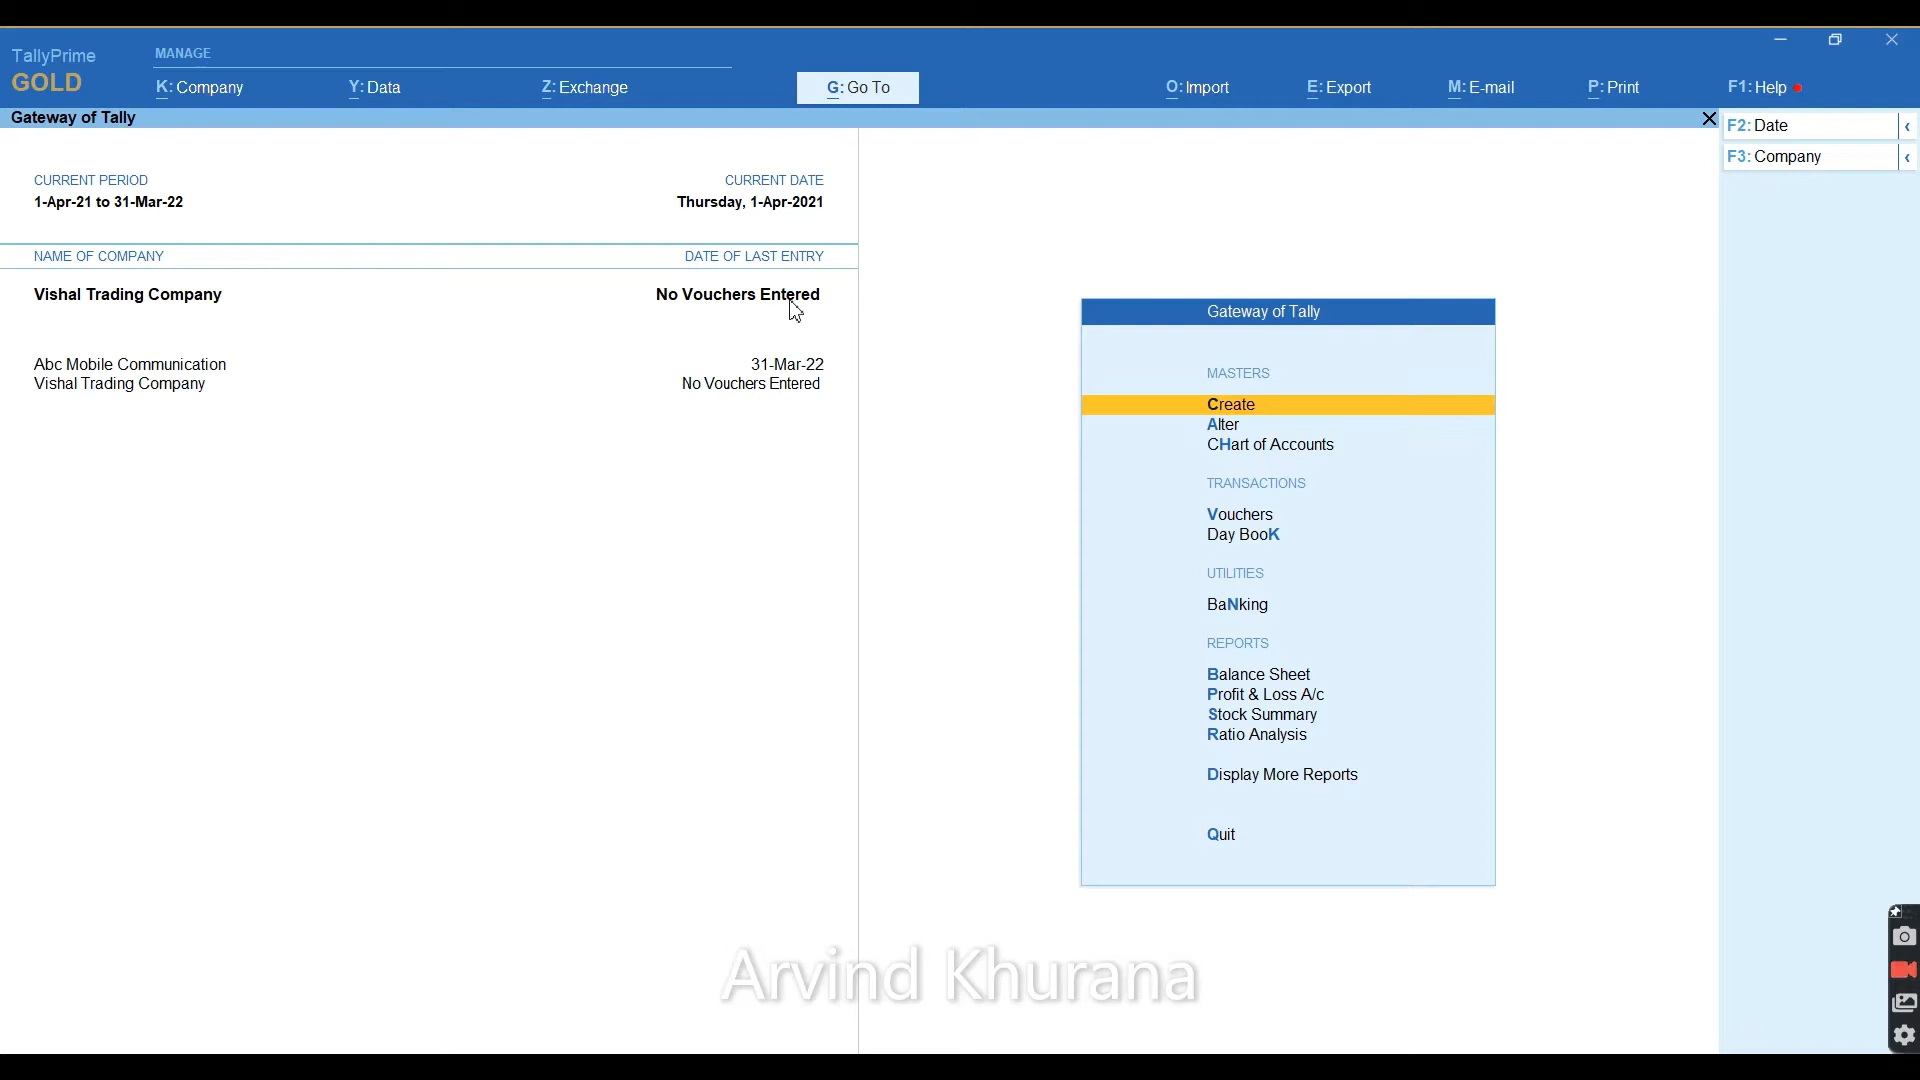 TallyPrime
GOLD
MANAGE
K: Company
Y: Data
Z: Exchange
G: Go To
O: Import
E: Export
M: E-mail
P: Print
F1: Help
Gateway of Tally
F2: Date
F3: Company
CURRENT PERIOD
CURRENT DATE
1-Apr-21 to 31-Mar-22
Thursday, 1-Apr-2021
NAME OF COMPANY
DATE OF LAST ENTRY
Vishal Trading Company
No Vouchers Entered
Abc Mobile Communication
31-Mar-22
Vishal Trading Company
No Vouchers Entered
Gateway of Tally
MASTERS
Create
Alter
CHart of Accounts
TRANSACTIONS
Vouchers
Day BooK
UTILITIES
BaNking
REPORTS
Balance Sheet
Profit & Loss A/c
Stock Summary
Ratio Analysis
Display More Reports
Quit
Arvind Khurana